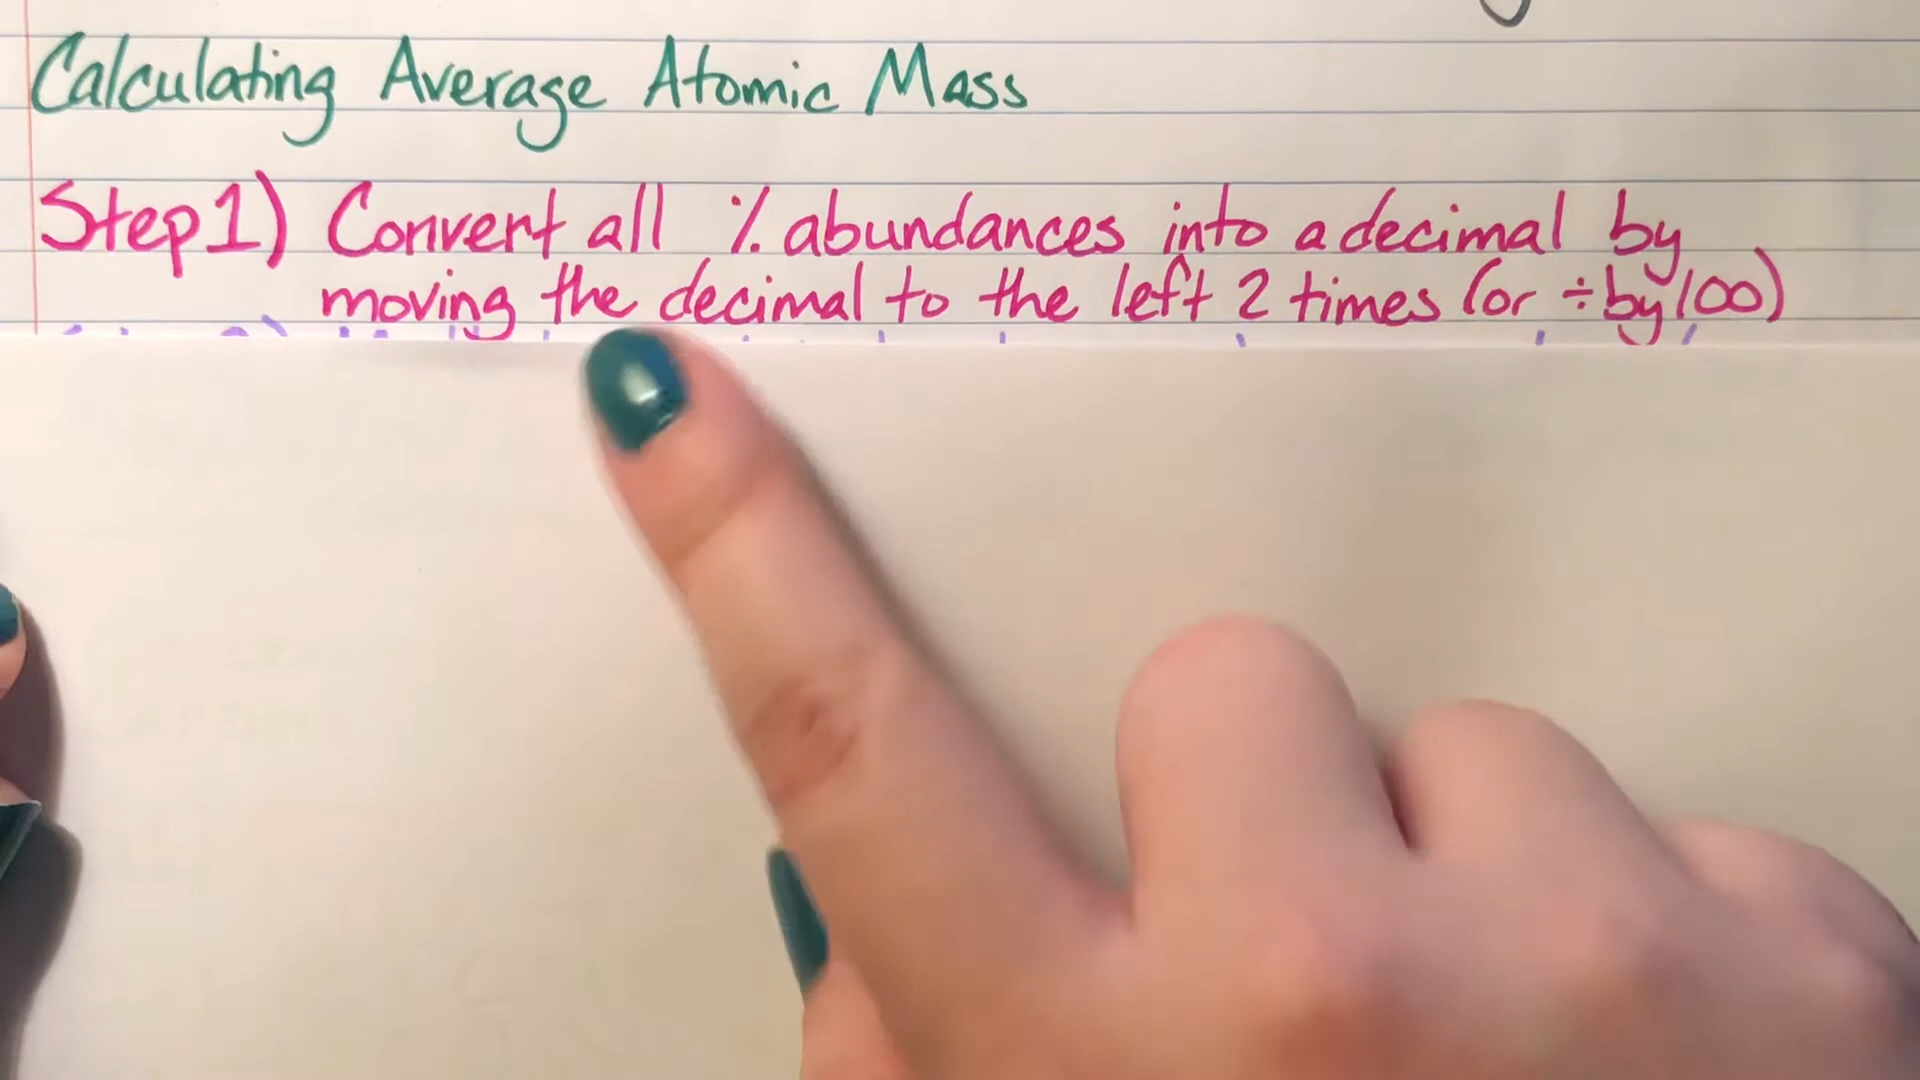 Calculating Average Atomic Mass
Step 1) Convert all % abundances into a decimal by
moving the decimal to the left 2 times (or ÷ by 100)